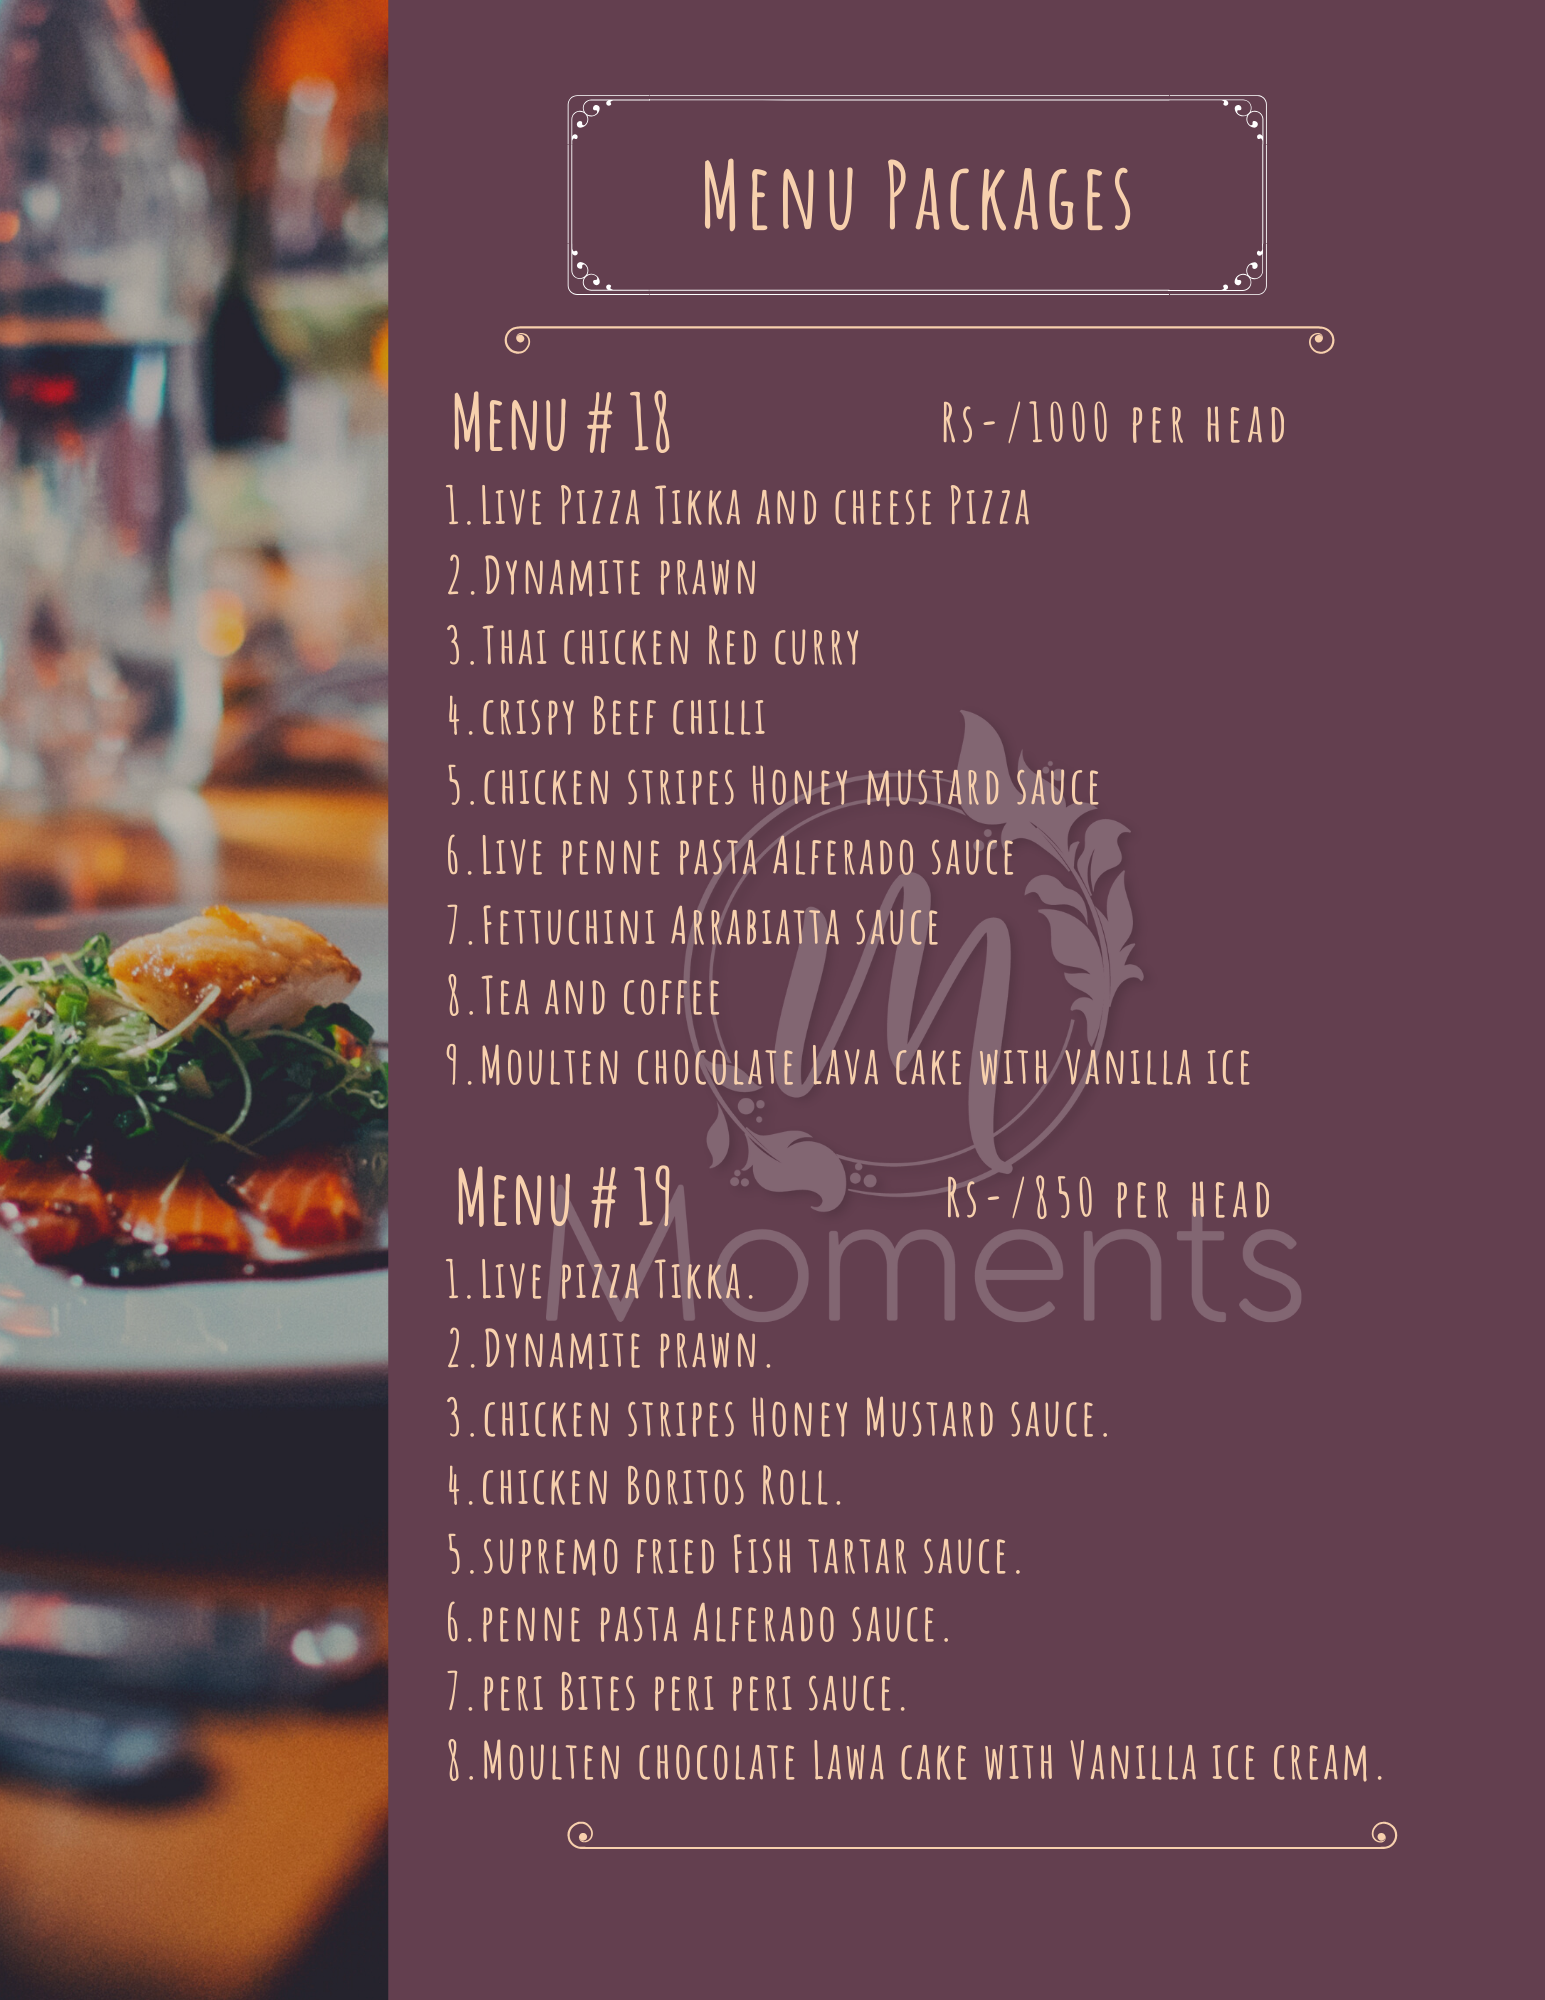 Menu Packages
Menu # 18
Rs-/1000 per head
1.Live Pizza Tikka and cheese Pizza
2.Dynamite prawn
3.Thai chicken Red curry
4.crispy Beef chilli
5.chicken stripes Honey mustard sauce
6.Live penne pasta Alferado sauce
7.Fettuchini Arrabiatta sauce
8.Tea and coffee
9.Moulten chocolate Lava cake with vanilla ice
M
Moments
Menu # 19
Rs-/850 per head
1.Live pizza Tikka.
2.Dynamite prawn.
3.chicken stripes Honey Mustard sauce.
4.chicken Boritos Roll.
5.supremo fried Fish tartar sauce.
6.penne pasta Alferado sauce.
7.peri Bites peri peri sauce.
8.Moulten chocolate Lawa cake with Vanilla ice cream.